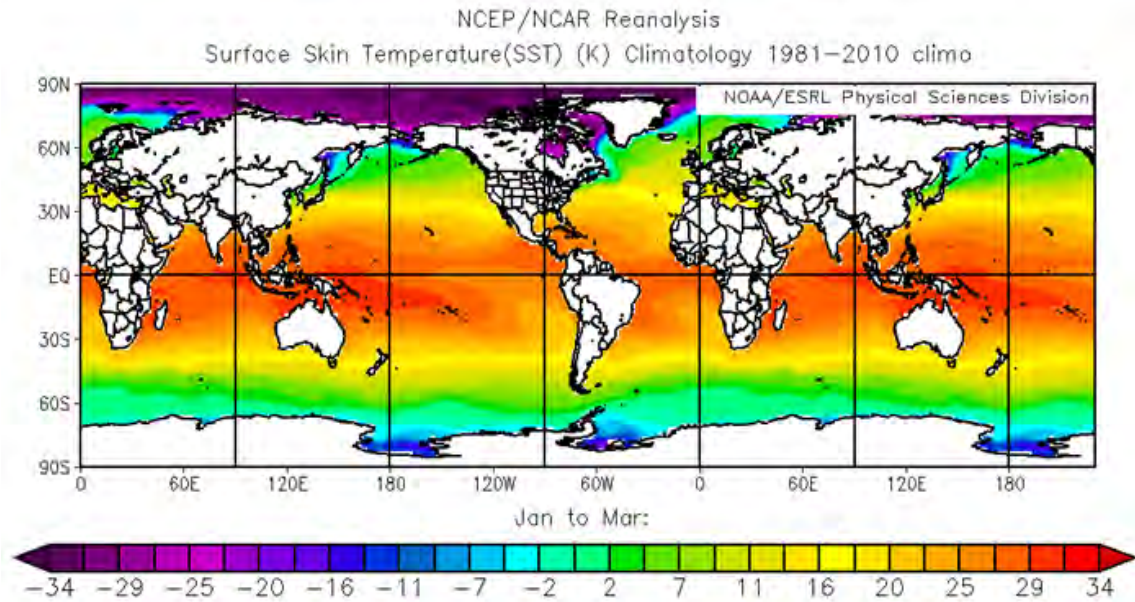 NCEP/NCAR Reanalysis
Surface Skin Temperature(SST) (K) Climatology 1981−2010 climo
90N
NOAA/ESRL Physical Sciences Division
60N
30N
EQ
30S
60S
90S
0 60E 120E 180 120W 60W 0 60E 120E 180
Jan to Mar:
−34 −29 −25 −20 −16 −11 −7 −2 2 7 11 16 20 25 29 34